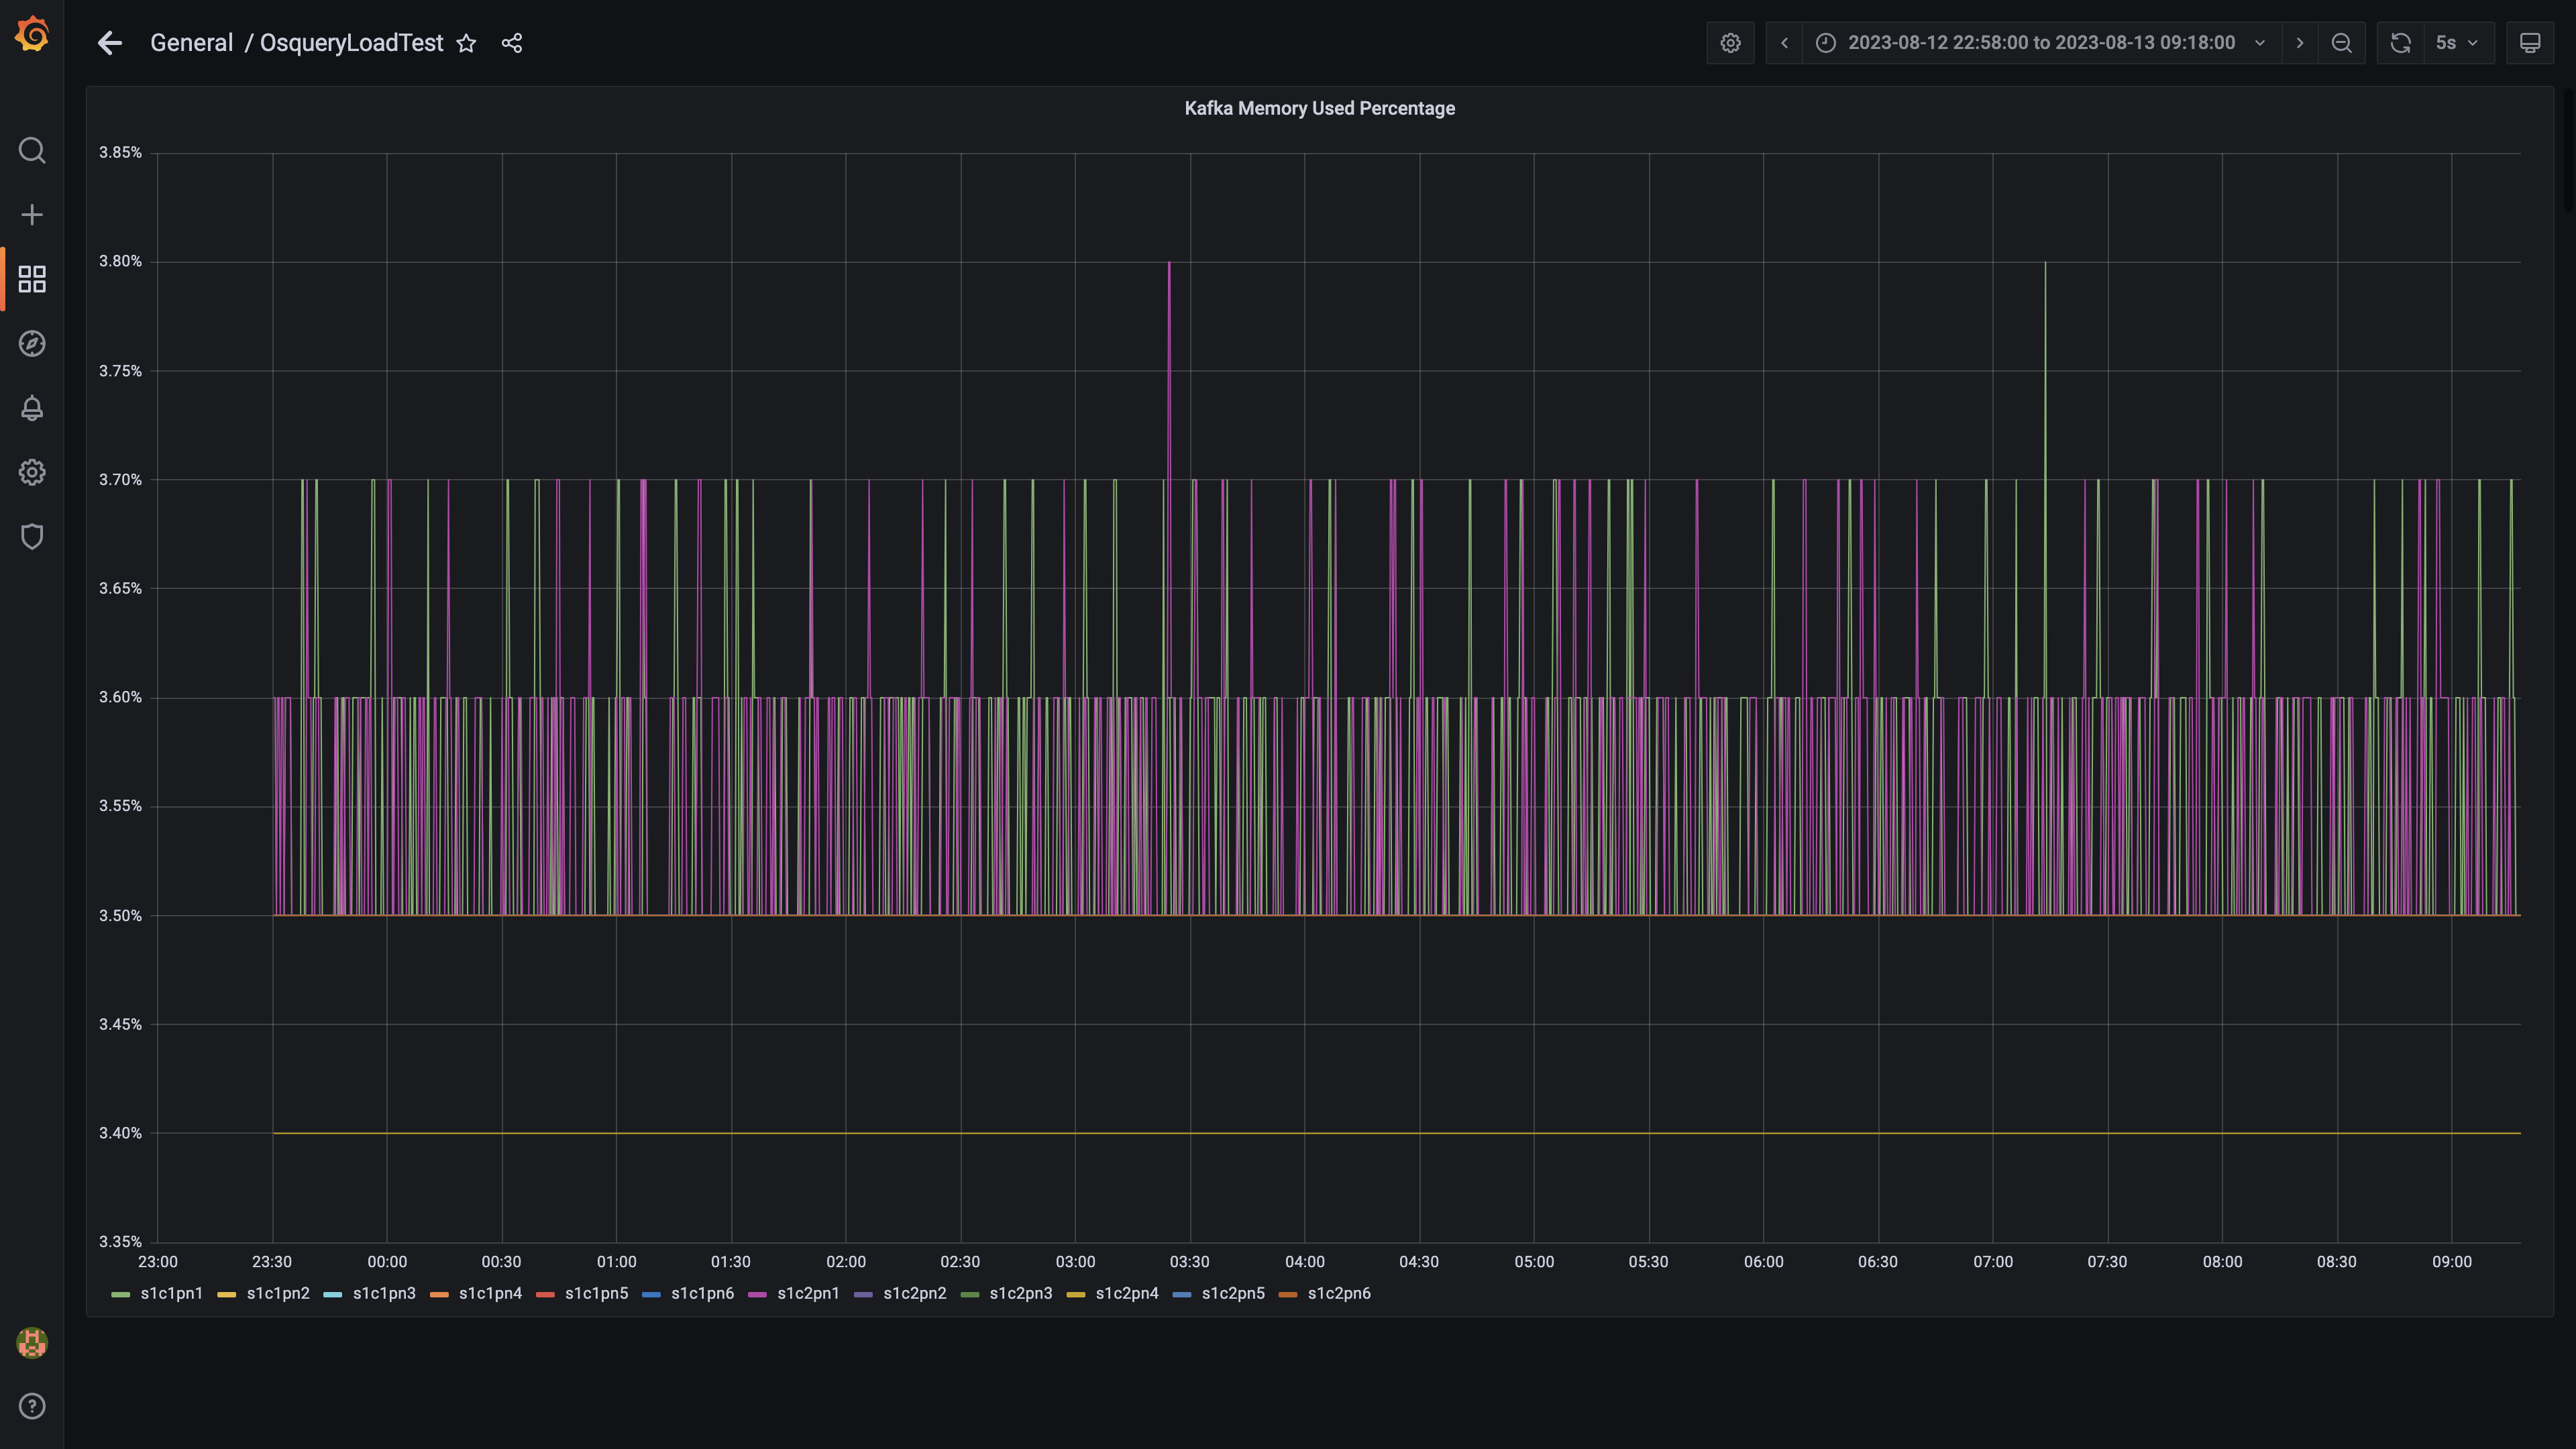 General / OsqueryLoadTest
2023-08-12 22:58:00 to 2023-08-13 09:18:00
5s
Kafka Memory Used Percentage
3.85%
3.80%
3.75%
3.70%
3.65%
3.60%
3.55%
3.50%
3.45%
3.40%
3.35%
23:00 23:30 00:00 00:30 01:00 01:30 02:00 02:30 03:00 03:30 04:00 04:30 05:00 05:30 06:00 06:30 07:00 07:30 08:00 08:30 09:00
s1c1pn1 s1c1pn2 s1c1pn3 s1c1pn4 s1c1pn5 s1c1pn6 s1c2pn1 s1c2pn2 s1c2pn3 s1c2pn4 s1c2pn5 s1c2pn6